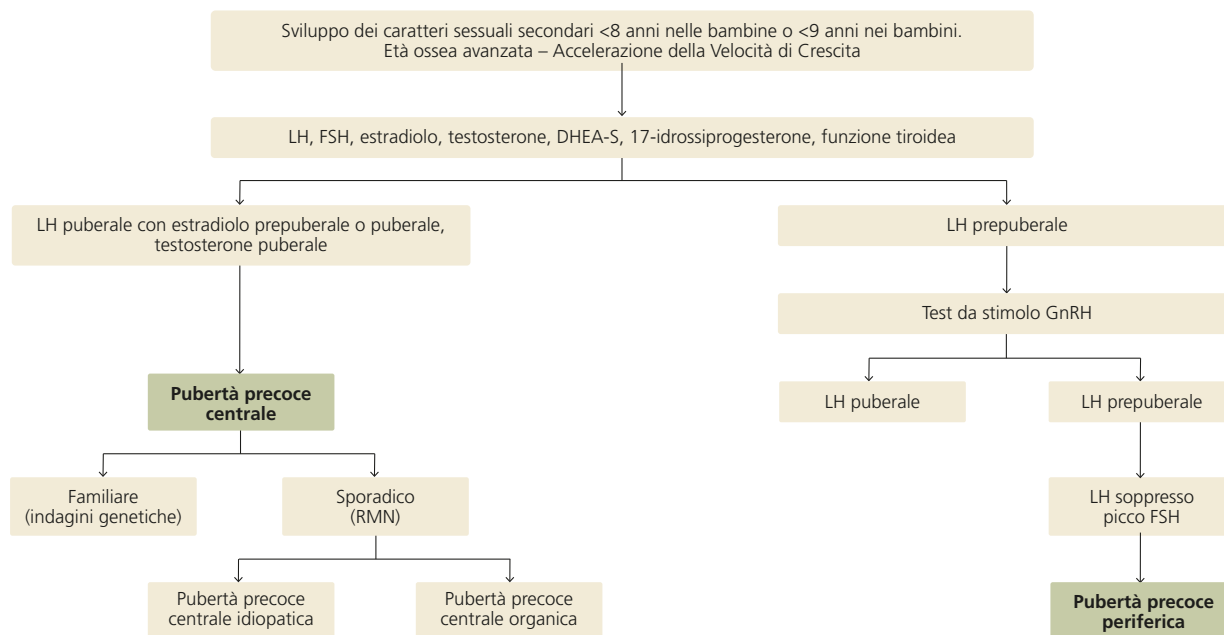 Sviluppo dei caratteri sessuali secondari <8 anni nelle bambine o <9 anni nei bambini.
Età ossea avanzata – Accelerazione della Velocità di Crescita
LH, FSH, estradiolo, testosterone, DHEA-S, 17-idrossiprogesterone, funzione tiroidea
LH puberale con estradiolo prepuberale o puberale,
testosterone puberale
LH prepuberale
Test da stimolo GnRH
Pubertà precoce
centrale
LH puberale
LH prepuberale
Familiare
(indagini genetiche)
Sporadico
(RMN)
LH soppresso
picco FSH
Pubertà precoce
centrale idiopatica
Pubertà precoce
centrale organica
Pubertà precoce
periferica